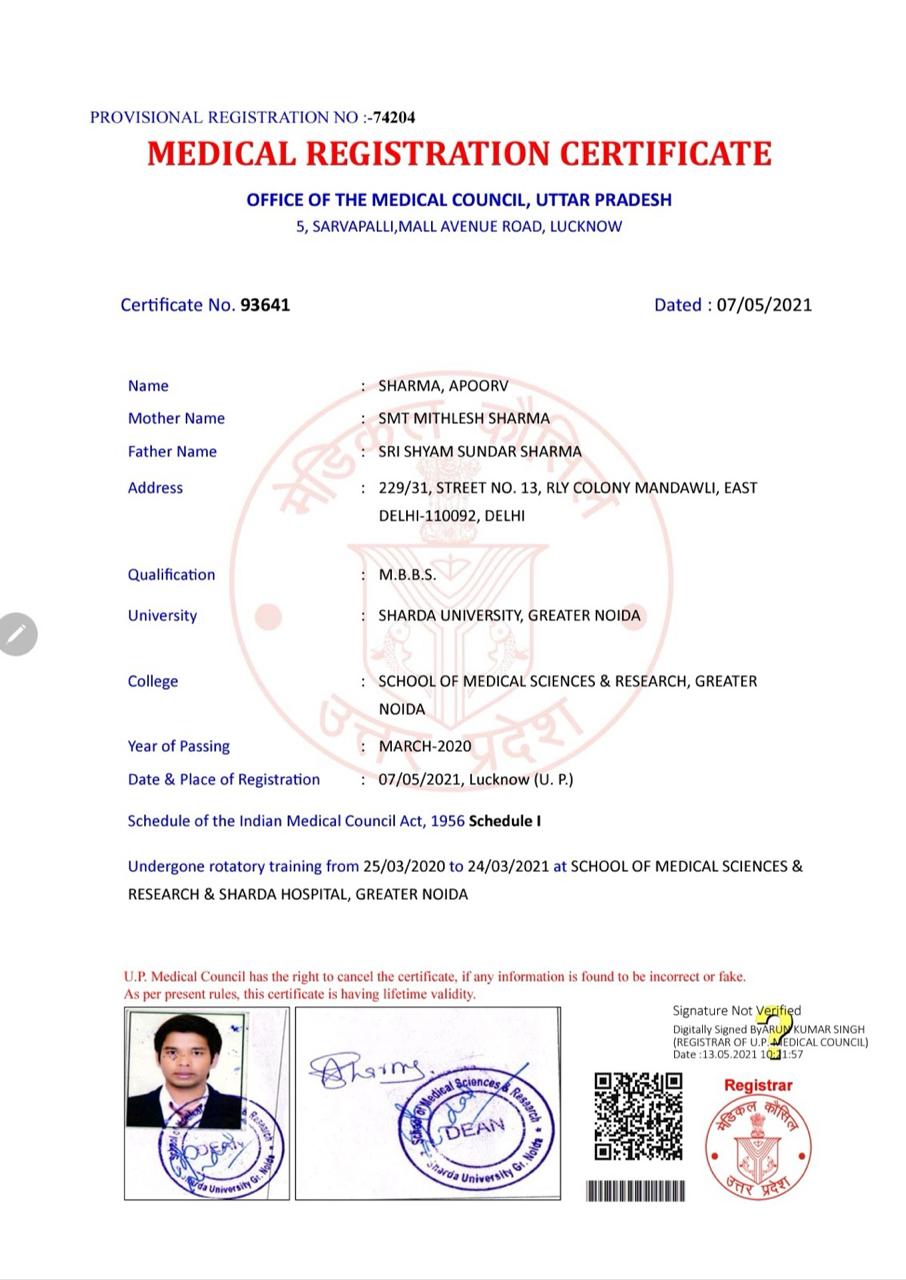 PROVISIONAL REGISTRATION NO :-74204
MEDICAL REGISTRATION CERTIFICATE
OFFICE OF THE MEDICAL COUNCIL, UTTAR PRADESH
5, SARVAPALLI,MALL AVENUE ROAD, LUCKNOW
Certificate No. 93641 Dated : 07/05/2021
Name : SHARMA, APOORV
Mother Name : SMT MITHLESH SHARMA
Father Name : SRI SHYAM SUNDAR SHARMA
Address : 229/31, STREET NO. 13, RLY COLONY MANDAWLI, EAST
DELHI-110092, DELHI
Qualification : M.B.B.S.
University : SHARDA UNIVERSITY, GREATER NOIDA
College : SCHOOL OF MEDICAL SCIENCES & RESEARCH, GREATER
NOIDA
Year of Passing : MARCH-2020
Date & Place of Registration : 07/05/2021, Lucknow (U. P.)
मेडिकल कौंसिल
उत्तर प्रदेश
Schedule of the Indian Medical Council Act, 1956 Schedule I
Undergone rotatory training from 25/03/2020 to 24/03/2021 at SCHOOL OF MEDICAL SCIENCES &
RESEARCH & SHARDA HOSPITAL, GREATER NOIDA
U.P. Medical Council has the right to cancel the certificate, if any information is found to be incorrect or fake.
As per present rules, this certificate is having lifetime validity.
Signature Not Verified
Digitally Signed By ARUN KUMAR SINGH
(REGISTRAR OF U.P. MEDICAL COUNCIL)
Date :13.05.2021 10:21:57
?
Registrar
मेडिकल कौंसिल
उत्तर प्रदेश
School of Medical Sciences & Research
DEAN
Sharda University Gr. Noida
DEAN
University Gr. Noida